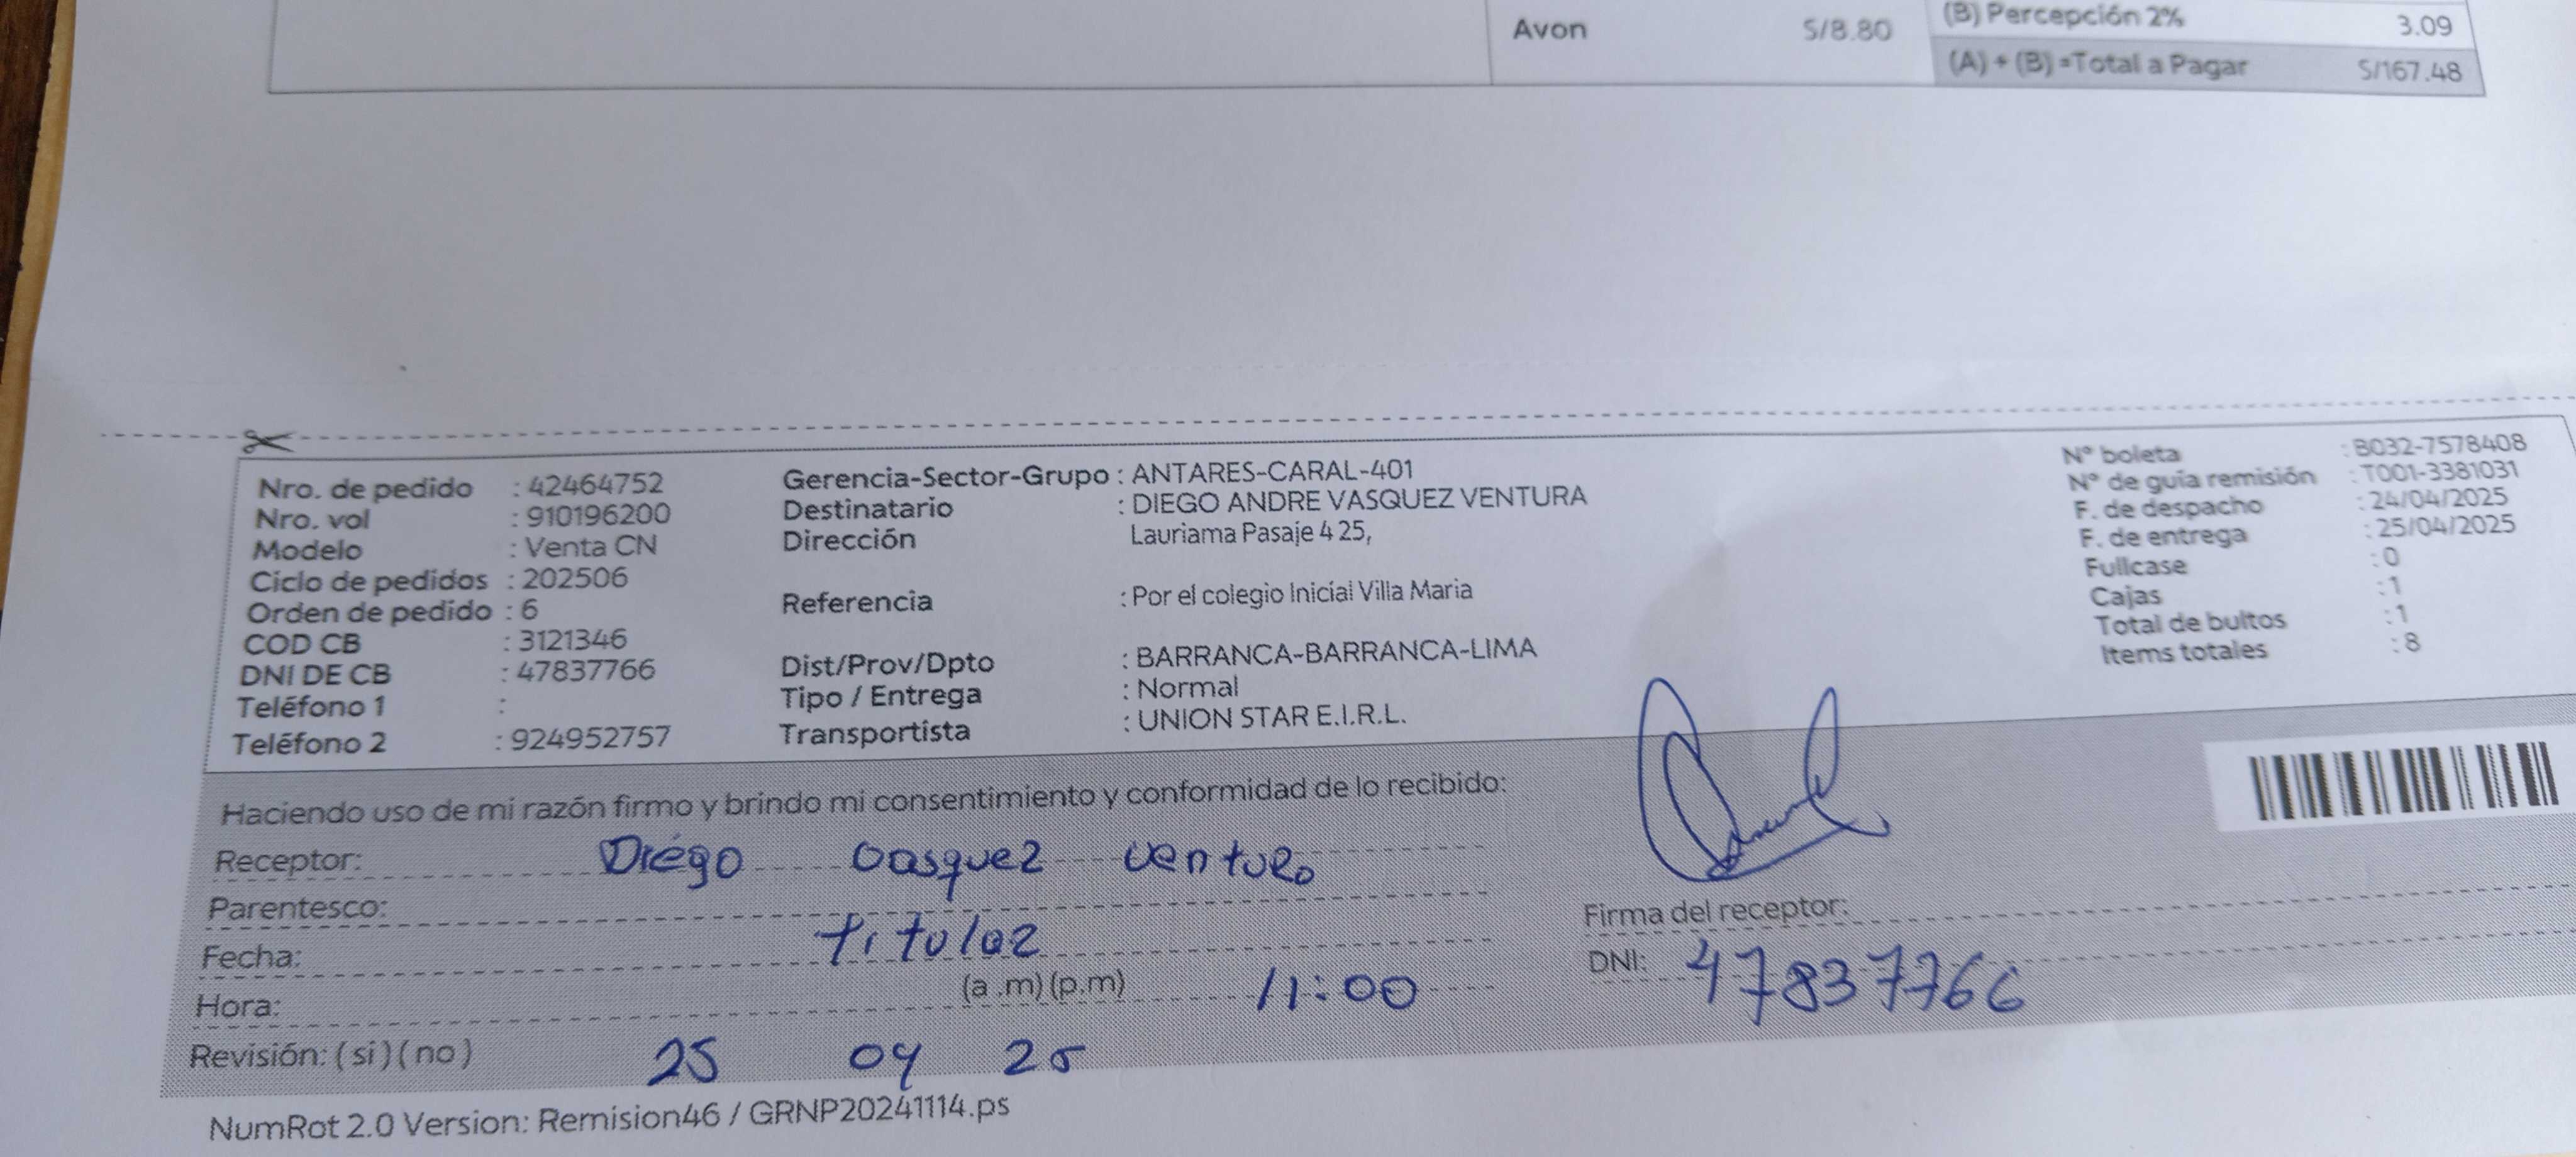 Avon S/8.80
(B) Percepción 2% 3.09
(A) + (B) =Total a Pagar S/167.48
Nro. de pedido : 42464752
Nro. vol : 910196200
Modelo : Venta CN
Ciclo de pedidos : 202506
Orden de pedido : 6
COD CB : 3121346
DNI DE CB : 47837766
Teléfono 1 :
Teléfono 2 : 924952757
Gerencia-Sector-Grupo : ANTARES-CARAL-401
Destinatario : DIEGO ANDRE VASQUEZ VENTURA
Dirección Lauriama Pasaje 4 25,
Referencia : Por el colegio Inicial Villa Maria
Dist/Prov/Dpto : BARRANCA-BARRANCA-LIMA
Tipo / Entrega : Normal
Transportista : UNION STAR E.I.R.L.
N° boleta : B032-7578408
N° de guía remisión : T001-3381031
F. de despacho : 24/04/2025
F. de entrega : 25/04/2025
Fullcase : 0
Cajas : 1
Total de bultos : 1
Items totales : 8
Haciendo uso de mi razón firmo y brindo mi consentimiento y conformidad de lo recibido:
Receptor: Diego Vasquez Ventura
Parentesco:
titular
Fecha:
Hora: (a .m) (p.m) 11:00
Revisión: ( si ) ( no ) 25 04 25
Firma del receptor:
DNI: 47837766
NumRot 2.0 Version: Remision46 / GRNP20241114.ps